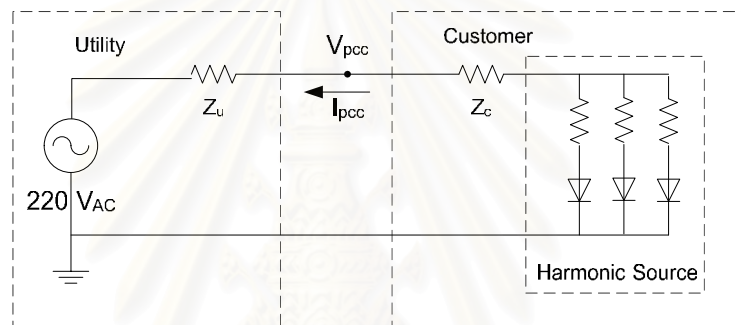 Utility
Customer
Vpcc
Zu
Ipcc
Zc
220 VAC
Harmonic Source